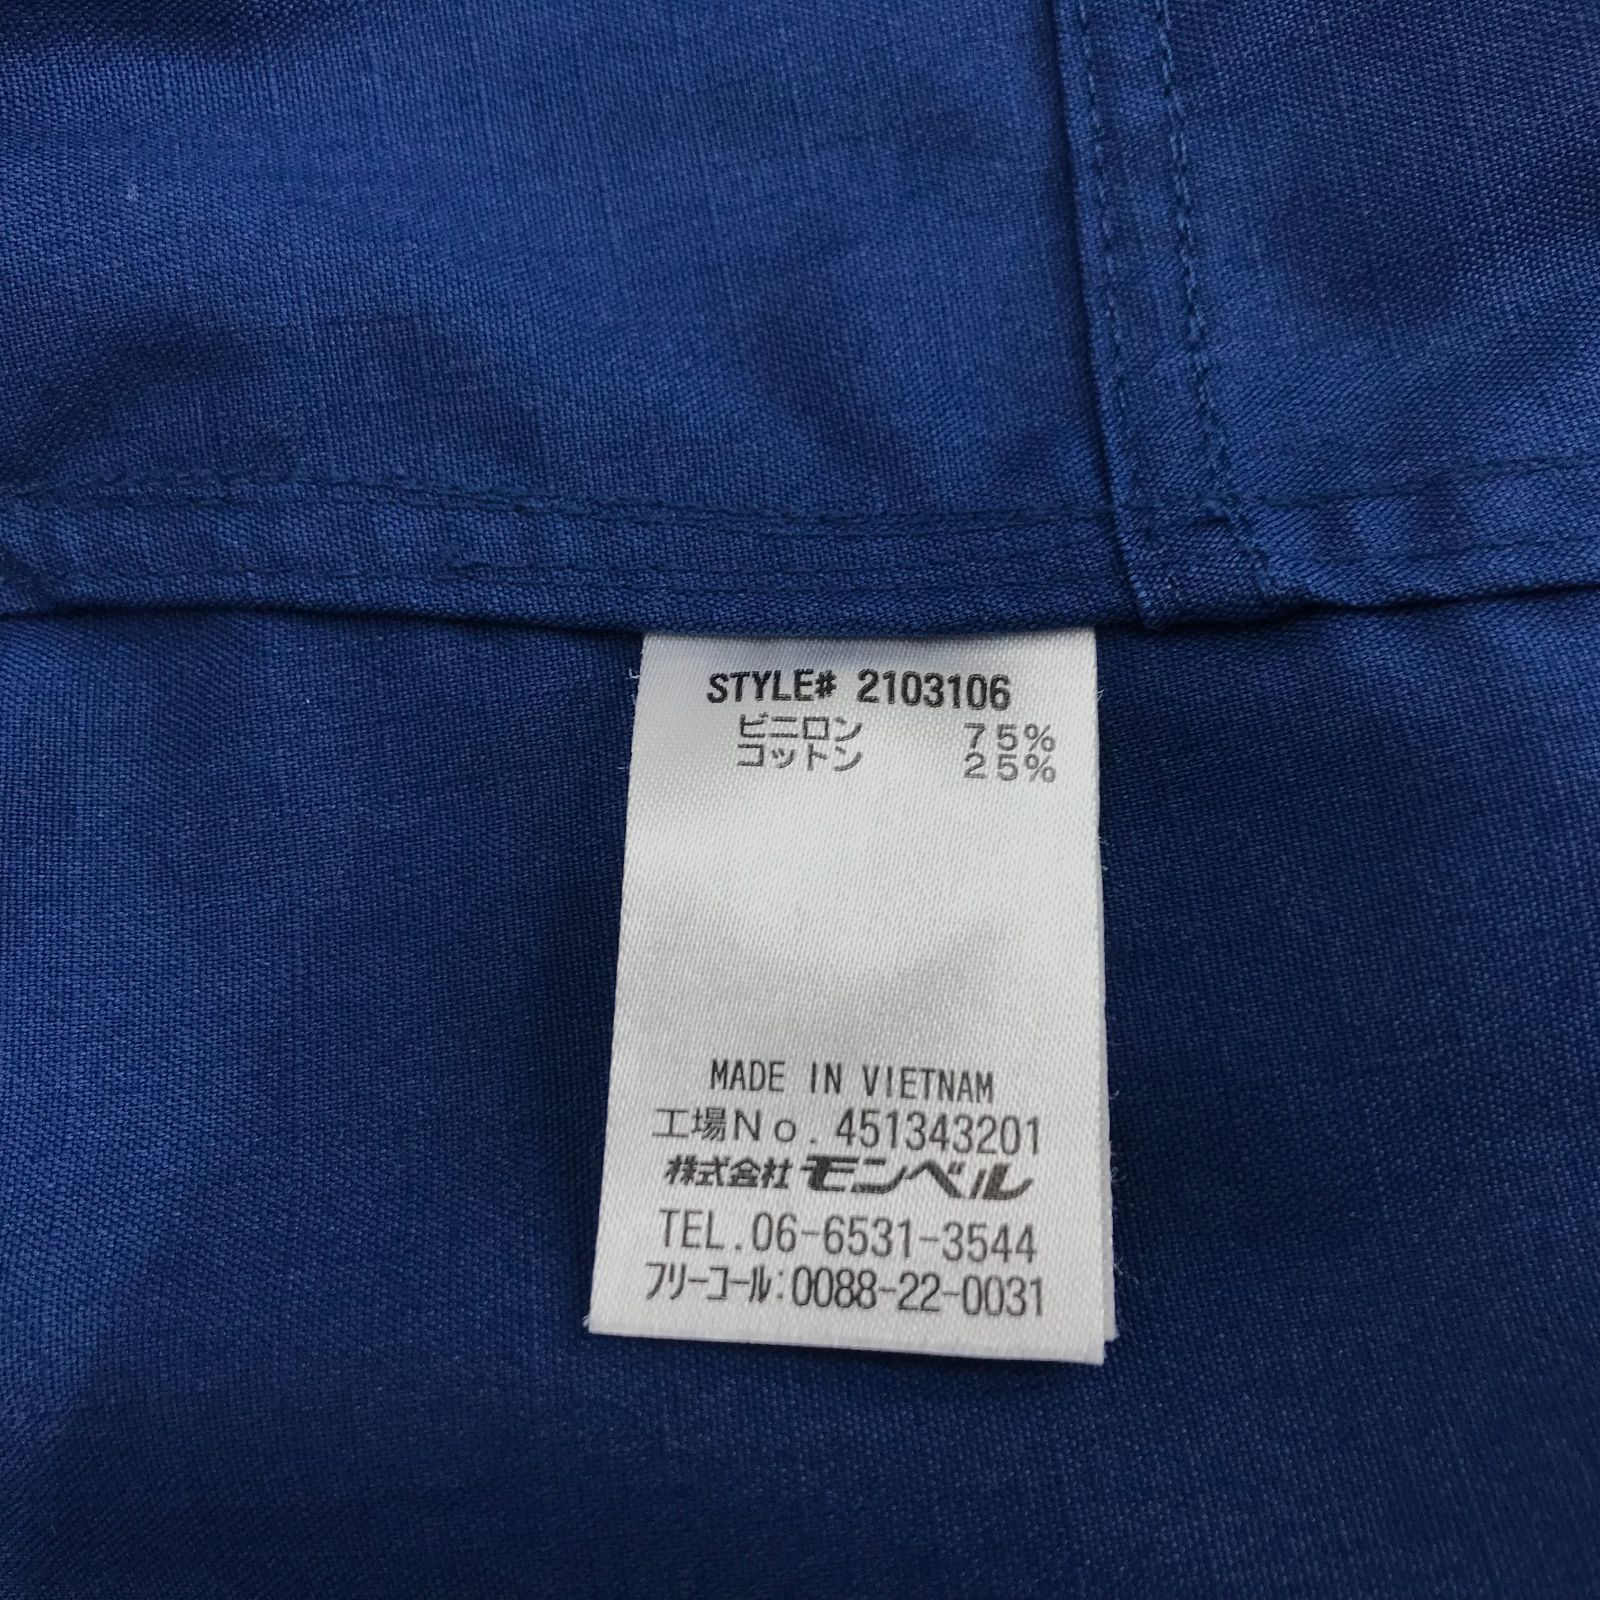 STYLE# 2103106
ビニロン 75%
コットン 25%
MADE IN VIETNAM
工場No.451343201
株式会社モンベル
TEL.06-6531-3544
フリーコール:0088-22-0031